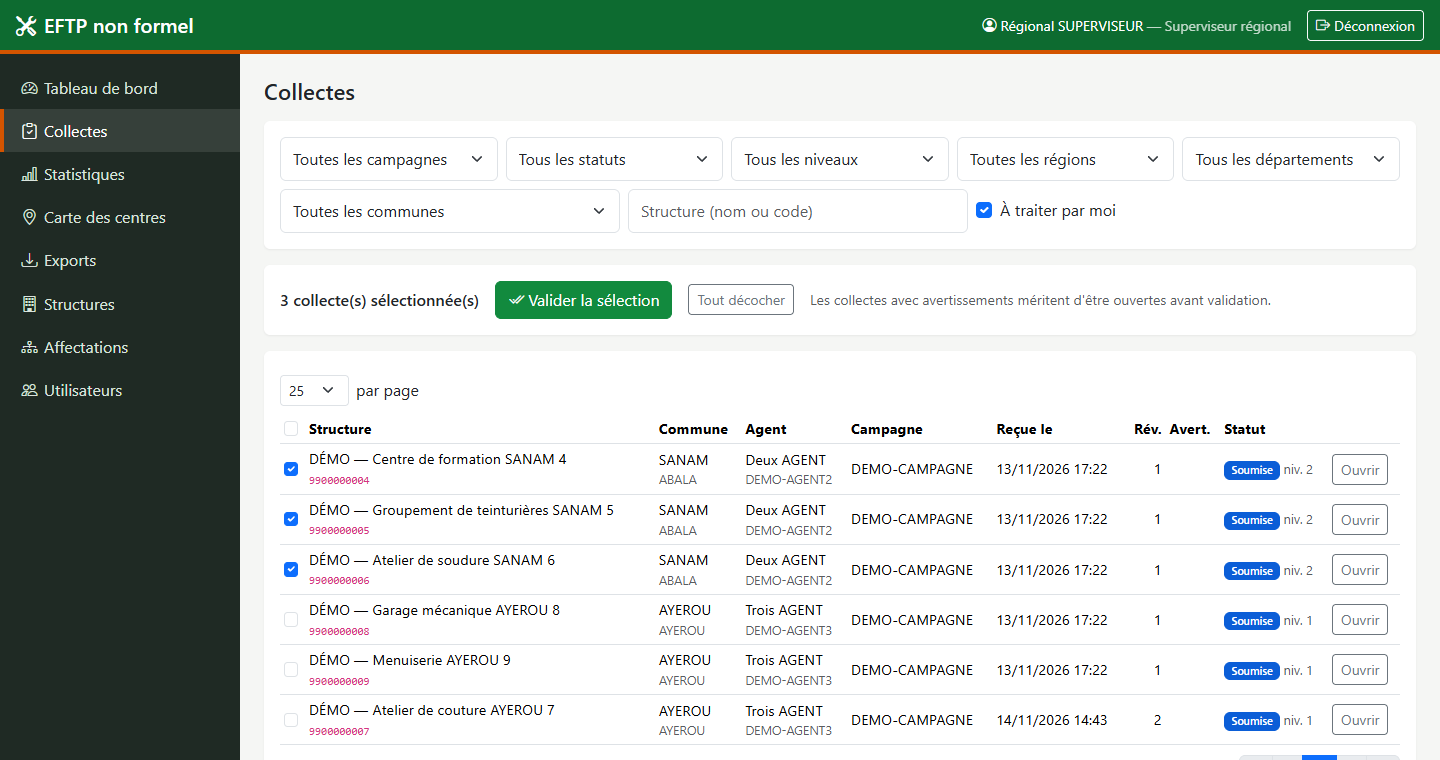 EFTP non formel
Régional SUPERVISEUR — Superviseur régional
Déconnexion
Tableau de bord
Collectes
Statistiques
Carte des centres
Exports
Structures
Affectations
Utilisateurs
Collectes
Toutes les campagnes
Tous les statuts
Tous les niveaux
Toutes les régions
Tous les départements
Toutes les communes
Structure (nom ou code)
À traiter par moi
3 collecte(s) sélectionnée(s)
Valider la sélection
Tout décocher
Les collectes avec avertissements méritent d'être ouvertes avant validation.
25 par page
Structure Commune Agent Campagne Reçue le Rév. Avert. Statut
DÉMO — Centre de formation SANAM 4 SANAM Deux AGENT DEMO-CAMPAGNE 13/11/2026 17:22 1 Soumise niv. 2 Ouvrir
9900000004 ABALA DEMO-AGENT2
DÉMO — Groupement de teinturières SANAM 5 SANAM Deux AGENT DEMO-CAMPAGNE 13/11/2026 17:22 1 Soumise niv. 2 Ouvrir
9900000005 ABALA DEMO-AGENT2
DÉMO — Atelier de soudure SANAM 6 SANAM Deux AGENT DEMO-CAMPAGNE 13/11/2026 17:22 1 Soumise niv. 2 Ouvrir
9900000006 ABALA DEMO-AGENT2
DÉMO — Garage mécanique AYEROU 8 AYEROU Trois AGENT DEMO-CAMPAGNE 13/11/2026 17:22 1 Soumise niv. 1 Ouvrir
9900000008 AYEROU DEMO-AGENT3
DÉMO — Menuiserie AYEROU 9 AYEROU Trois AGENT DEMO-CAMPAGNE 13/11/2026 17:22 1 Soumise niv. 1 Ouvrir
9900000009 AYEROU DEMO-AGENT3
DÉMO — Atelier de couture AYEROU 7 AYEROU Trois AGENT DEMO-CAMPAGNE 14/11/2026 14:43 2 Soumise niv. 1 Ouvrir
9900000007 AYEROU DEMO-AGENT3